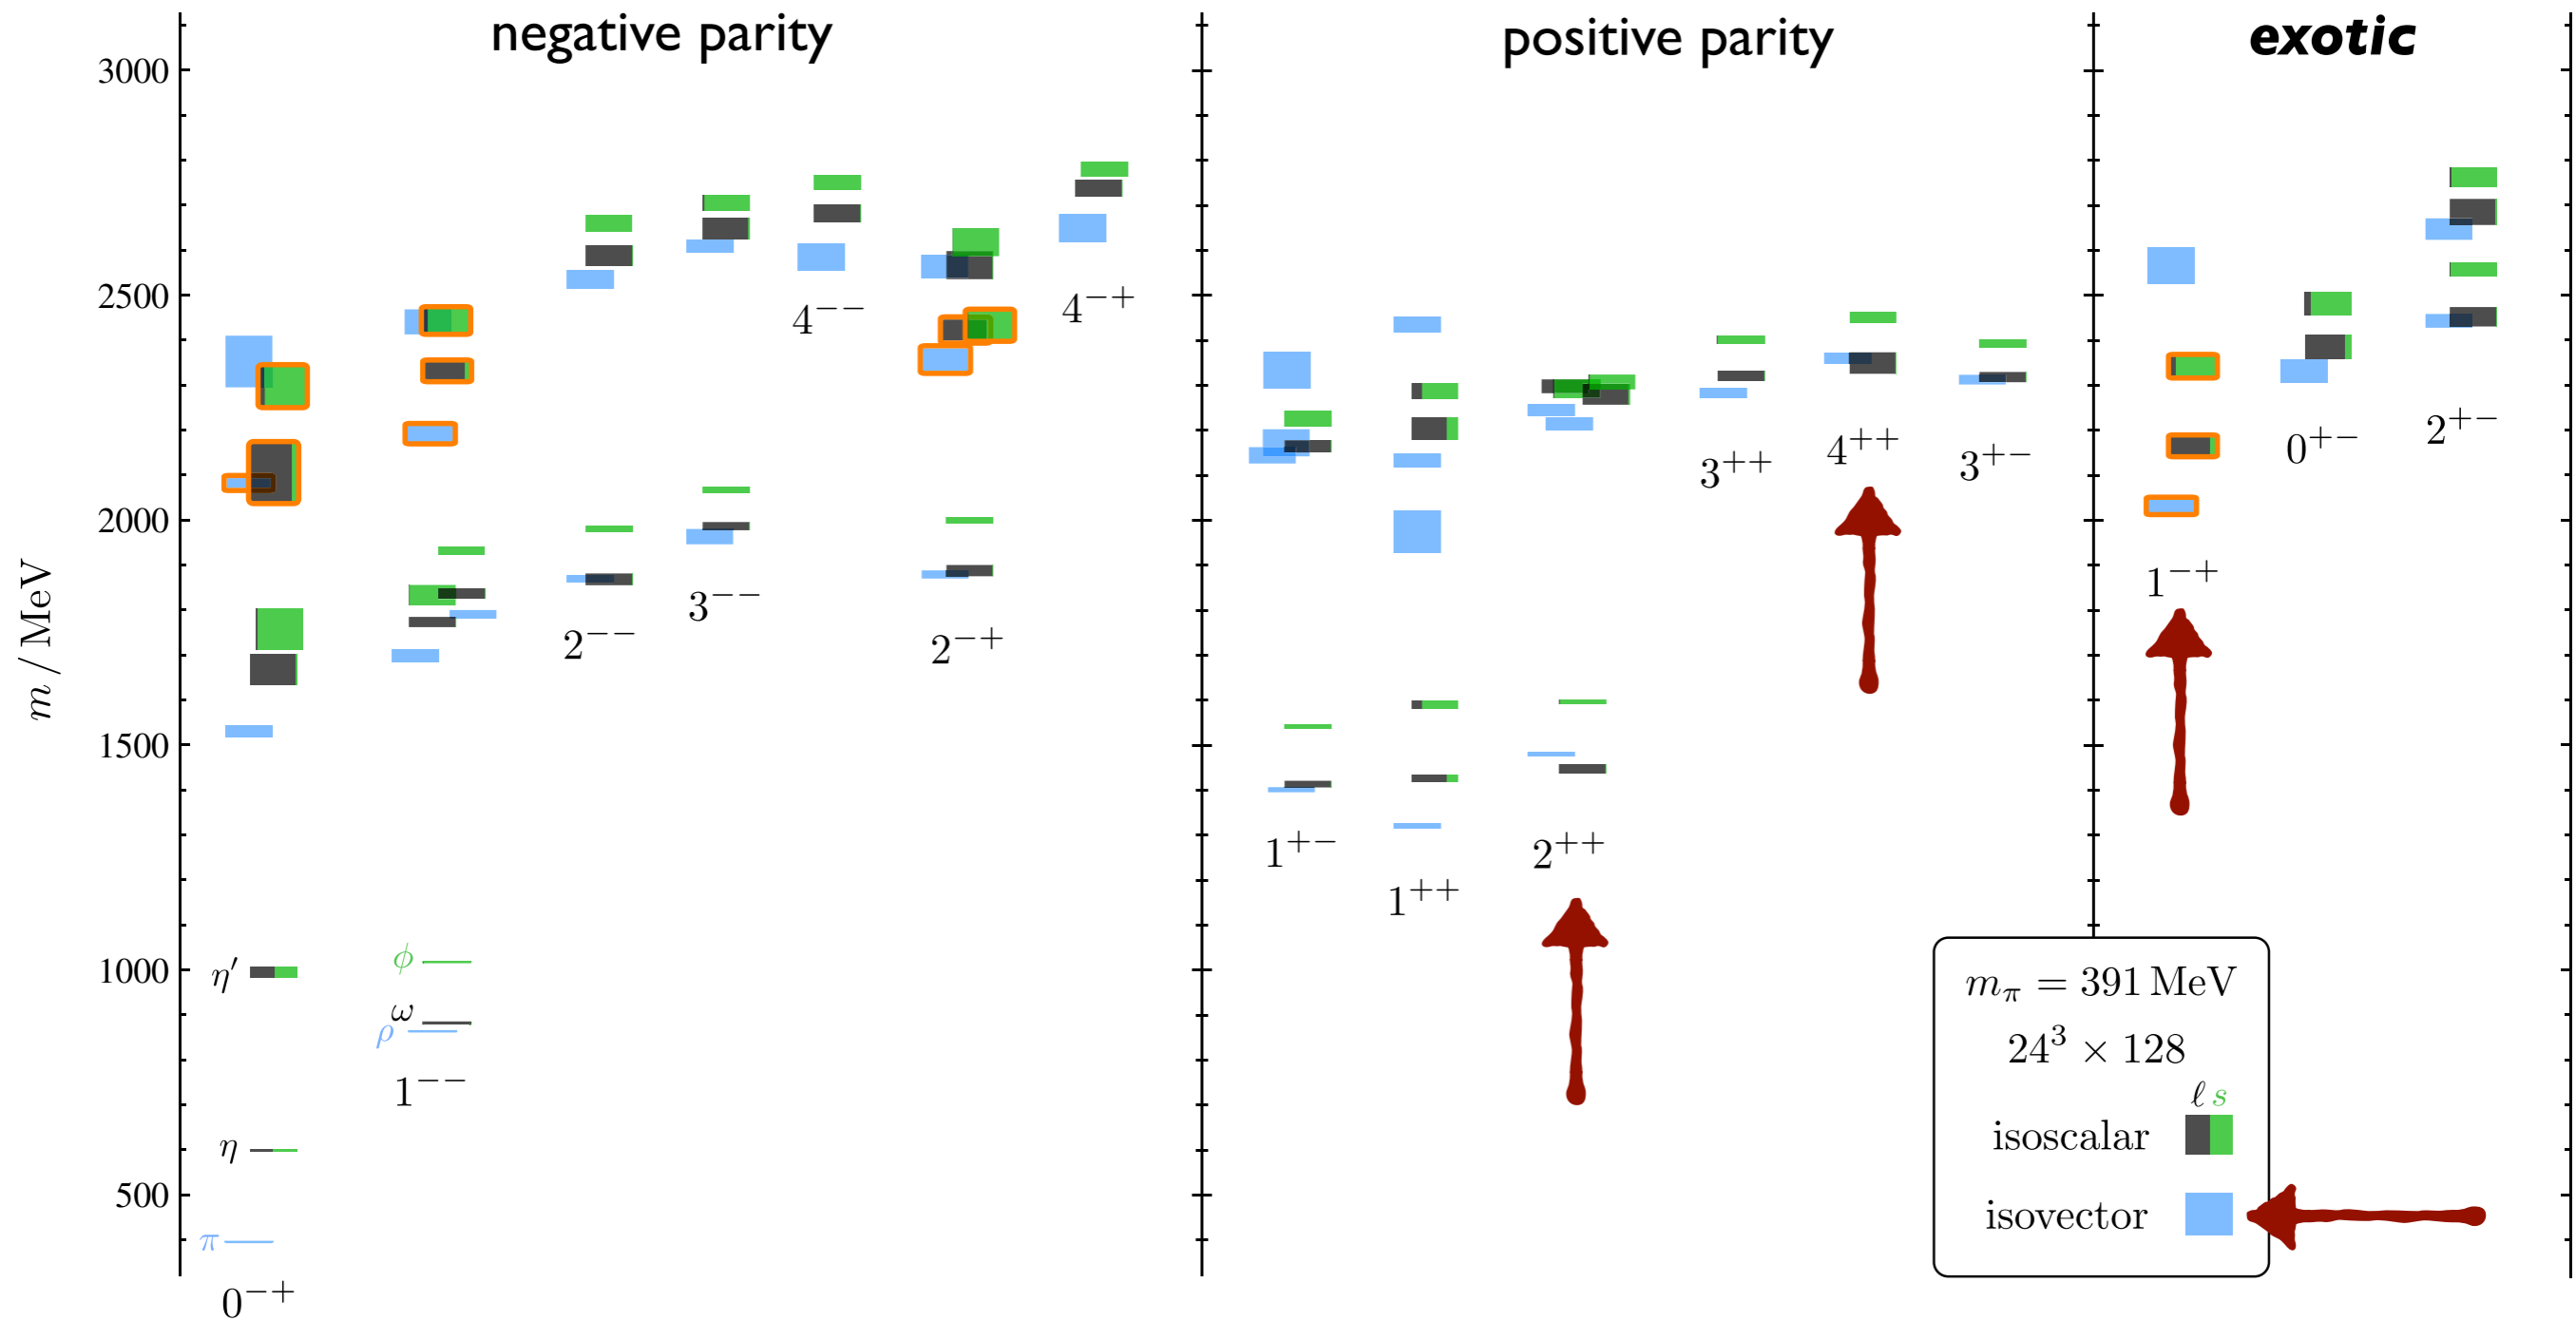 negative parity
positive parity
exotic
3000
2500
2000
1500
1000
500
m / MeV
4⁻⁻
4⁻⁺
2⁻⁻
3⁻⁻
2⁻⁺
η′
ϕ
ω
ρ
1⁻⁻
η
π
0⁻⁺
3⁺⁺
4⁺⁺
3⁺⁻
1⁺⁻
1⁺⁺
2⁺⁺
0⁺⁻
2⁺⁻
1⁻⁺
m_π = 391 MeV
24³ × 128
ℓ s
isoscalar
isovector